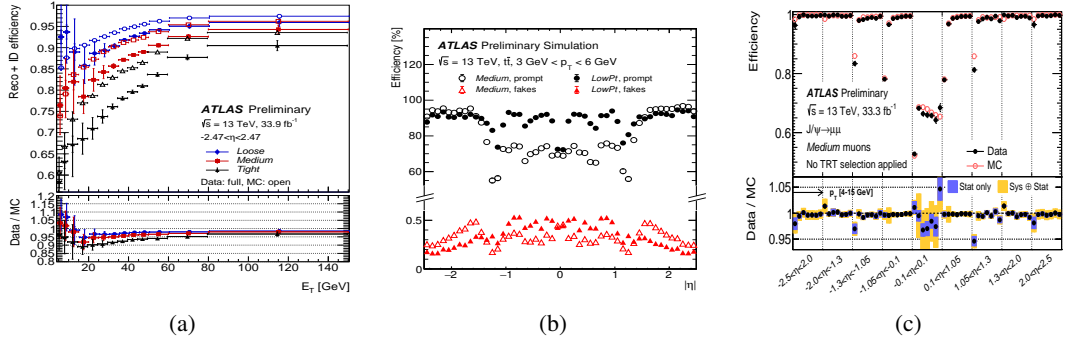 Reco + ID efficiency
1
0.95
0.9
0.85
0.8
0.75
0.7
0.65
0.6
ATLAS Preliminary
√s = 13 TeV, 33.9 fb⁻¹
-2.47<η<2.47
Loose
Medium
Tight
Data: full, MC: open
Data / MC
1.1
1.05
1
0.95
0.9
0.85
0.8
20 40 60 80 100 120 140
E_T [GeV]
(a)
Efficiency [%]
ATLAS Preliminary Simulation
√s = 13 TeV, tt̄, 3 GeV < p_T < 6 GeV
Medium, prompt
LowPt, prompt
Medium, fakes
LowPt, fakes
120
100
80
60
0.5
0
−2 −1 0 1 2
|η|
(b)
Efficiency
1
0.8
0.6
ATLAS Preliminary
√s = 13 TeV, 33.2 fb⁻¹
J/ψ→μμ
Medium muons
No TRT selection applied
Data
MC
Data / MC
1.05
1
0.95
p_T [4-15 GeV]
Stat only
Sys ⊕ Stat
-2.5<η<2.0
-2.0<η<-1.3
-1.3<η<-1.05
-1.05<η<-0.1
-0.1<η<0.1
0.1<η<1.05
1.05<η<1.3
1.3<η<2.0
2.0<η<2.5
(c)